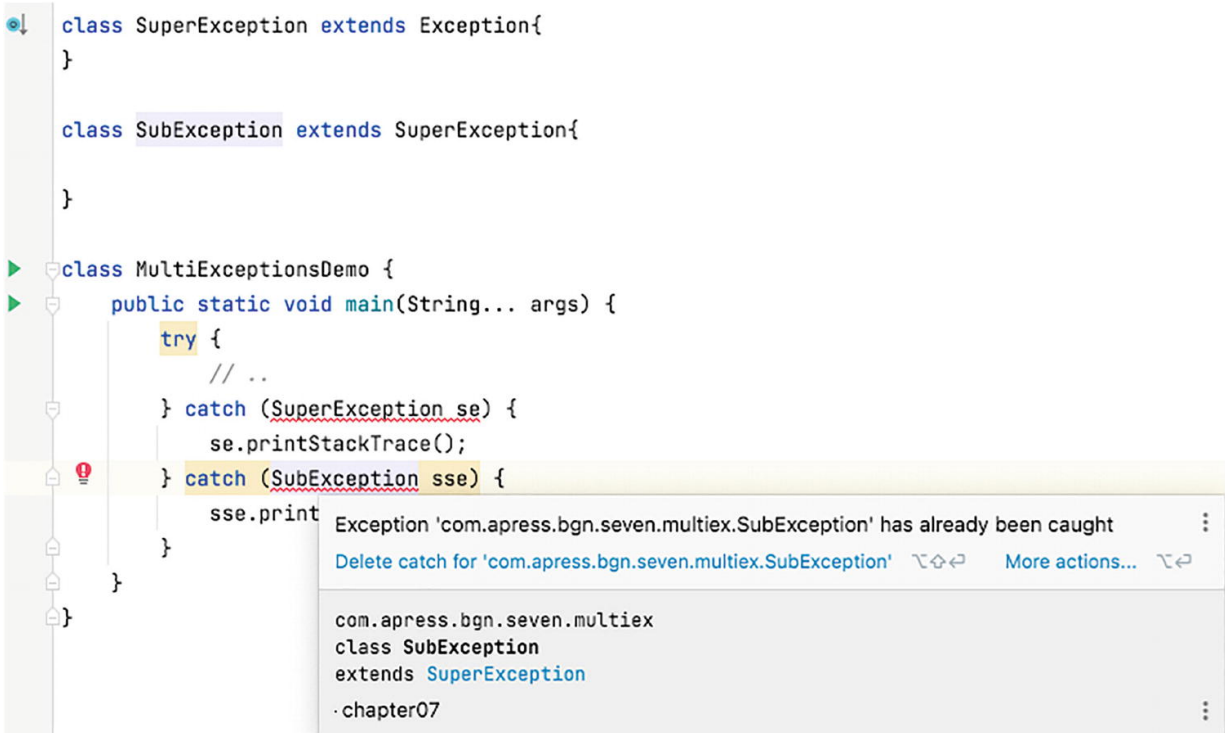 class SuperException extends Exception{
}
class SubException extends SuperException{
}
class MultiExceptionsDemo {
public static void main(String... args) {
try {
// ..
} catch (SuperException se) {
se.printStackTrace();
} catch (SubException sse) {
sse.print
}
}
}
Exception 'com.apress.bgn.seven.multiex.SubException' has already been caught
Delete catch for 'com.apress.bgn.seven.multiex.SubException' ⌥⇧⏎ More actions... ⌥⏎
com.apress.bgn.seven.multiex
class SubException
extends SuperException
· chapter07